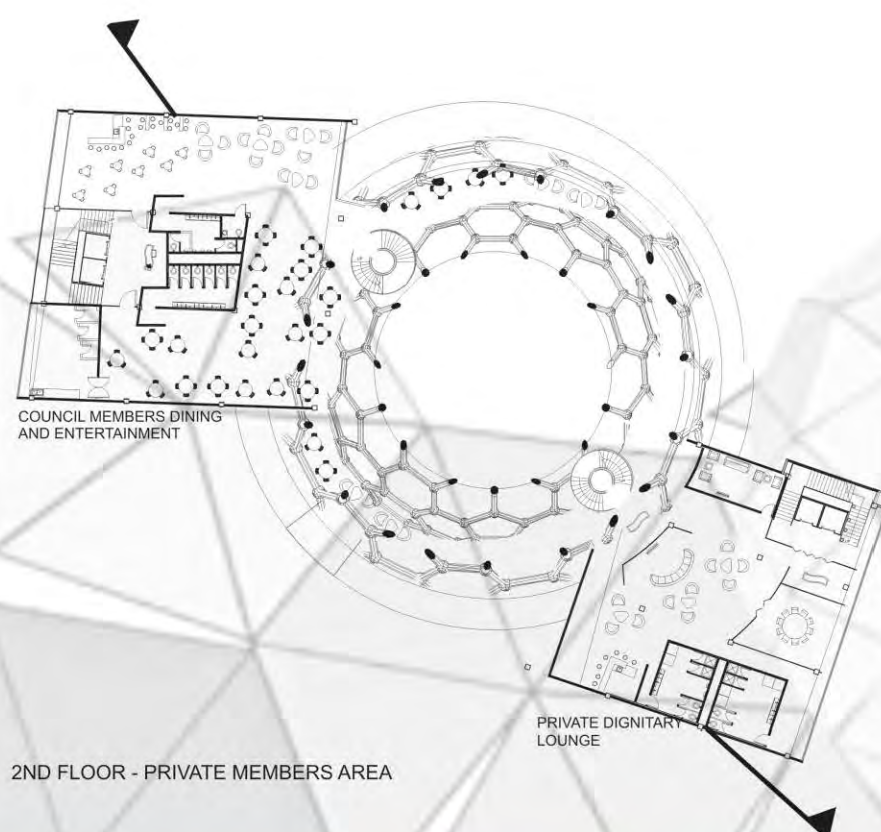 COUNCIL MEMBERS DINING
AND ENTERTAINMENT
PRIVATE DIGNITARY
LOUNGE
2ND FLOOR - PRIVATE MEMBERS AREA